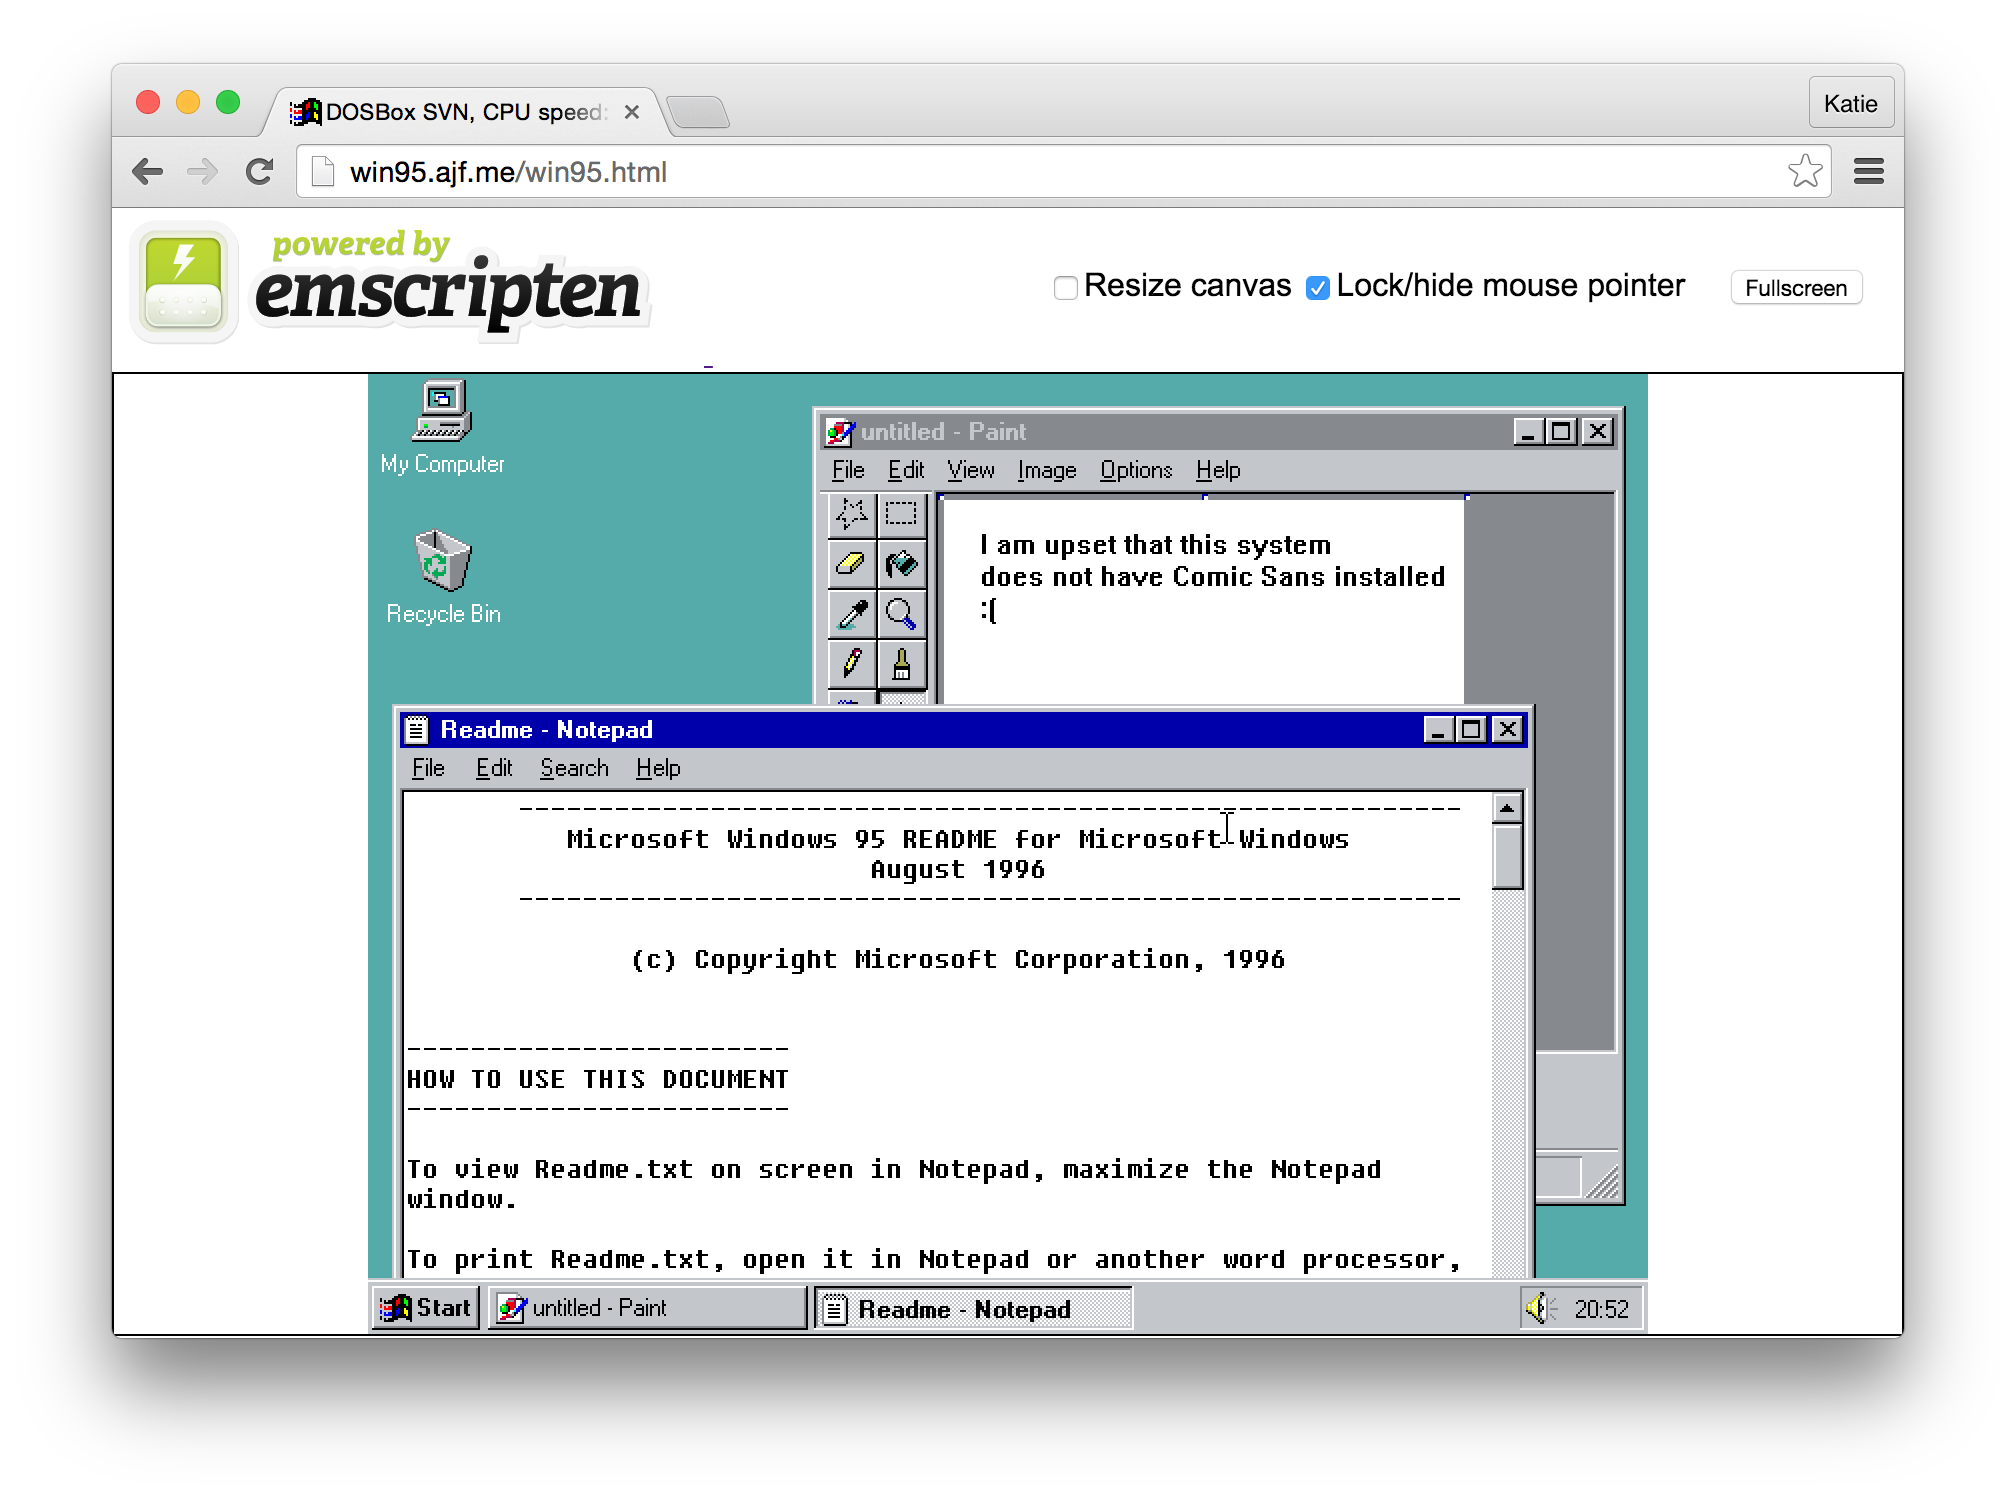 DOSBox SVN, CPU speed:
Katie
win95.ajf.me/win95.html
powered by
emscripten
Resize canvas
Lock/hide mouse pointer
Fullscreen
My Computer
Recycle Bin
untitled - Paint
File Edit View Image Options Help
I am upset that this system
does not have Comic Sans installed
:(
Readme - Notepad
File Edit Search Help
-----------------------------------------------------------
Microsoft Windows 95 README for Microsoft Windows
August 1996
-----------------------------------------------------------
(c) Copyright Microsoft Corporation, 1996
------------------------
HOW TO USE THIS DOCUMENT
------------------------
To view Readme.txt on screen in Notepad, maximize the Notepad
window.
To print Readme.txt, open it in Notepad or another word processor,
Start
untitled - Paint
Readme - Notepad
20:52